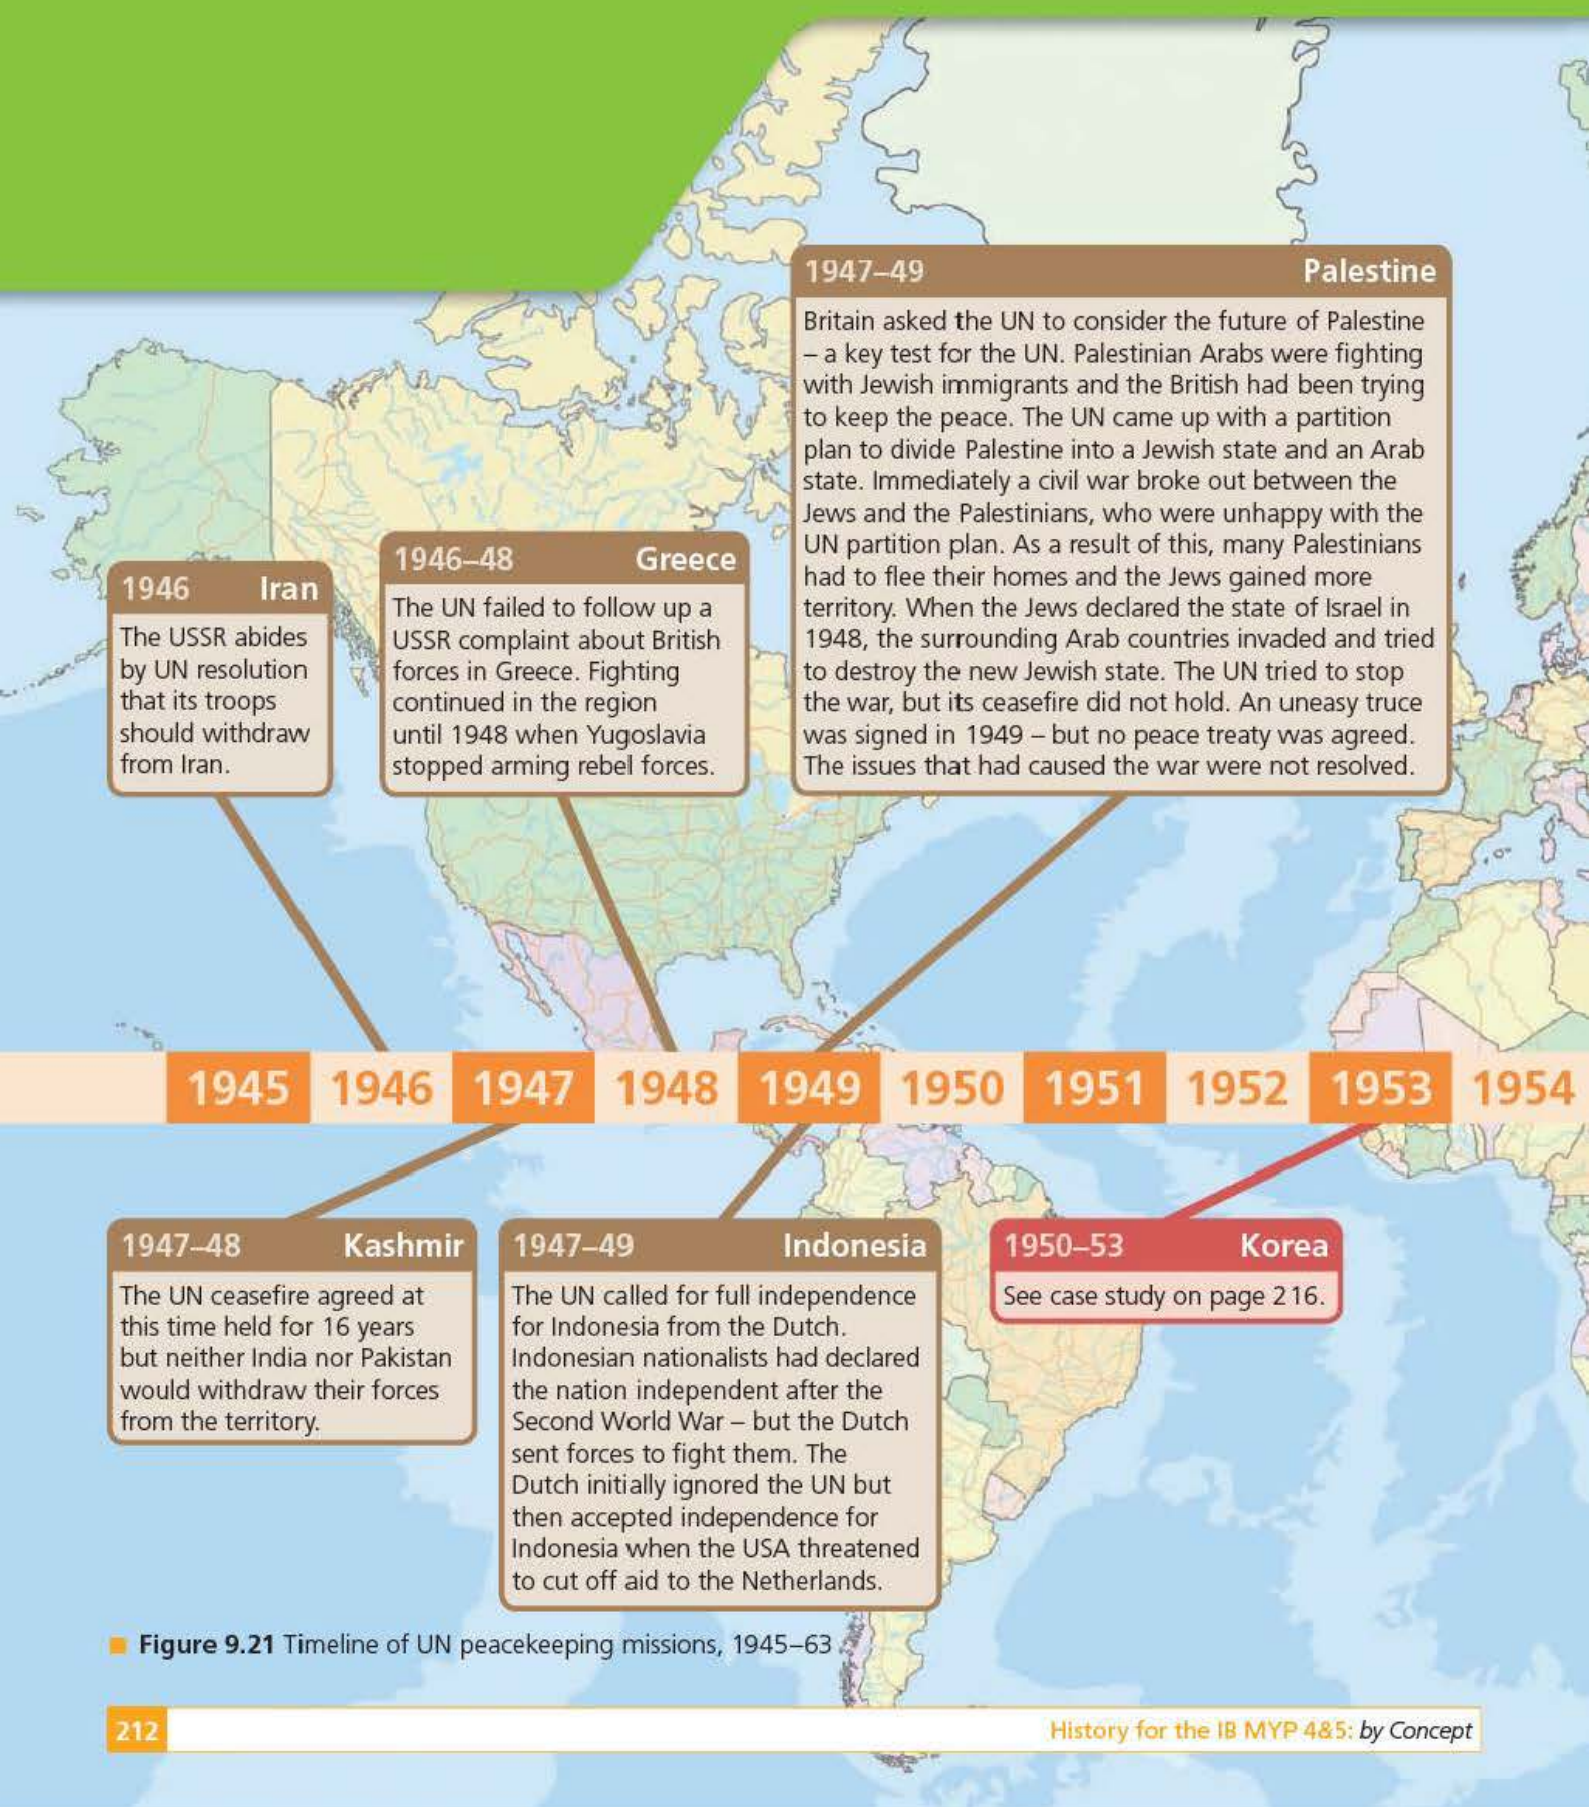 1947–49 Palestine
Britain asked the UN to consider the future of Palestine
– a key test for the UN. Palestinian Arabs were fighting
with Jewish immigrants and the British had been trying
to keep the peace. The UN came up with a partition
plan to divide Palestine into a Jewish state and an Arab
state. Immediately a civil war broke out between the
Jews and the Palestinians, who were unhappy with the
UN partition plan. As a result of this, many Palestinians
had to flee their homes and the Jews gained more
territory. When the Jews declared the state of Israel in
1948, the surrounding Arab countries invaded and tried
to destroy the new Jewish state. The UN tried to stop
the war, but its ceasefire did not hold. An uneasy truce
was signed in 1949 – but no peace treaty was agreed.
The issues that had caused the war were not resolved.
1946 Iran
The USSR abides
by UN resolution
that its troops
should withdraw
from Iran.
1946–48 Greece
The UN failed to follow up a
USSR complaint about British
forces in Greece. Fighting
continued in the region
until 1948 when Yugoslavia
stopped arming rebel forces.
1945 1946 1947 1948 1949 1950 1951 1952 1953 1954
1947–48 Kashmir
The UN ceasefire agreed at
this time held for 16 years
but neither India nor Pakistan
would withdraw their forces
from the territory.
1947–49 Indonesia
The UN called for full independence
for Indonesia from the Dutch.
Indonesian nationalists had declared
the nation independent after the
Second World War – but the Dutch
sent forces to fight them. The
Dutch initially ignored the UN but
then accepted independence for
Indonesia when the USA threatened
to cut off aid to the Netherlands.
1950–53 Korea
See case study on page 216.
■ Figure 9.21 Timeline of UN peacekeeping missions, 1945–63
212
History for the IB MYP 4&5: by Concept